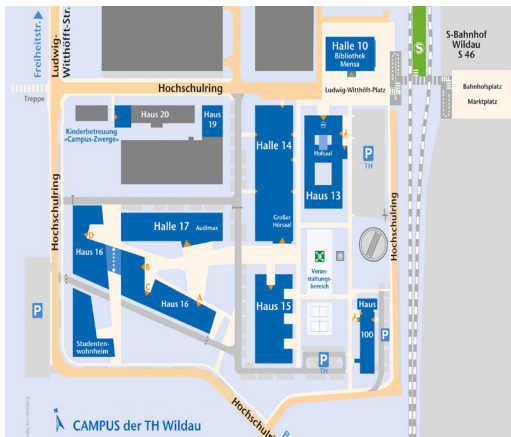 Freiheitstr.
Ludwig-
Witthöft-Str.
Halle 10
Bibliothek
Mensa
S
S-Bahnhof
Wildau
S 46
Treppe
Hochschulring
Ludwig-Witthöft-Platz
Bahnhofsplatz
Marktplatz
Haus 20
Haus
19
Kinderbetreuung
»Campus-Zwerge«
Halle 14
Hofsaal
Haus 13
P
TH
Hochschulring
Halle 17
Audimax
Großer
Hörsaal
Hochschulring
D
Haus 16
B
C
Haus 16
A
Veran-
staltungs-
bereich
Haus 15
Haus
100
P
P
TH
P
Studenten-
wohnheim
Hochschulring
CAMPUS der TH Wildau